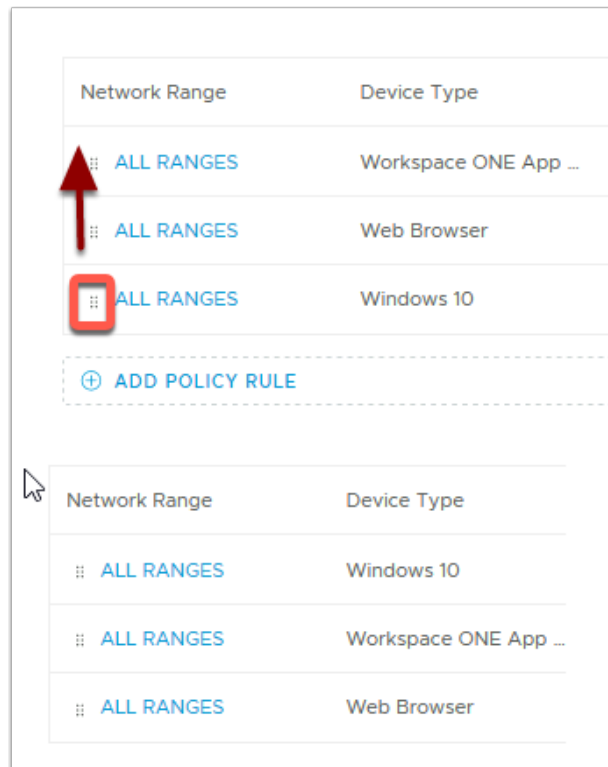 Network Range Device Type
ALL RANGES Workspace ONE App ...
ALL RANGES Web Browser
ALL RANGES Windows 10
ADD POLICY RULE
Network Range Device Type
ALL RANGES Windows 10
ALL RANGES Workspace ONE App ...
ALL RANGES Web Browser